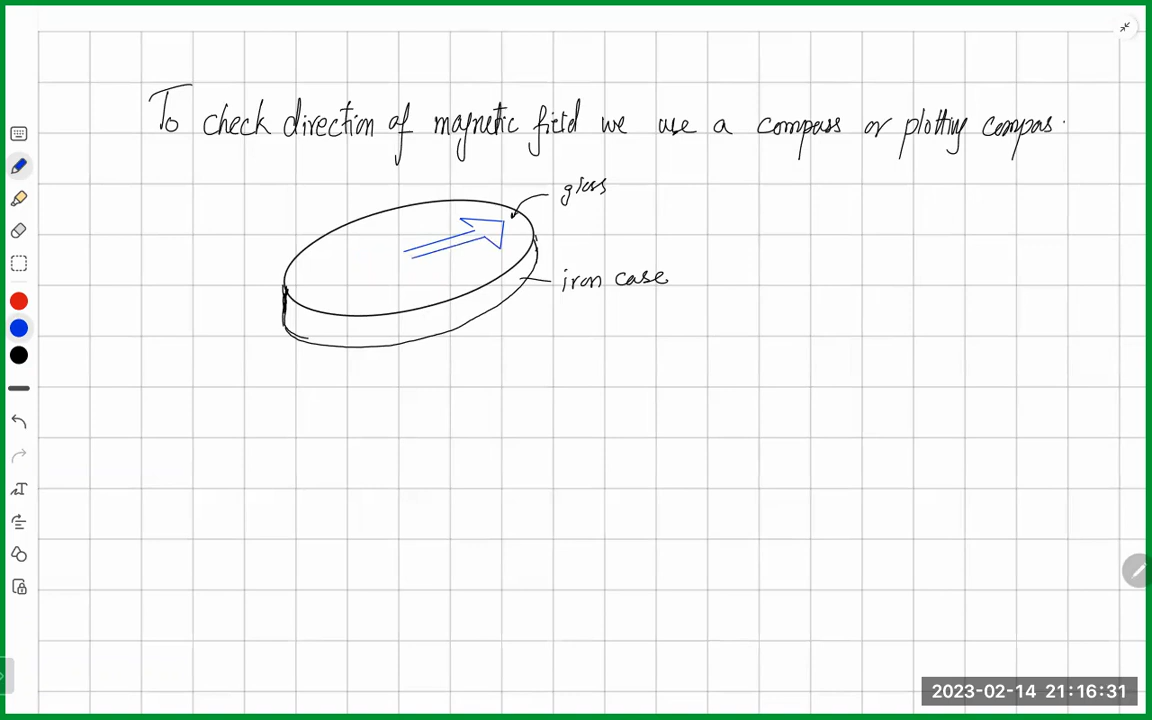 To check direction of magnetic field we use a compass or plotting compas.
glass
iron case
2023-02-14 21:16:31